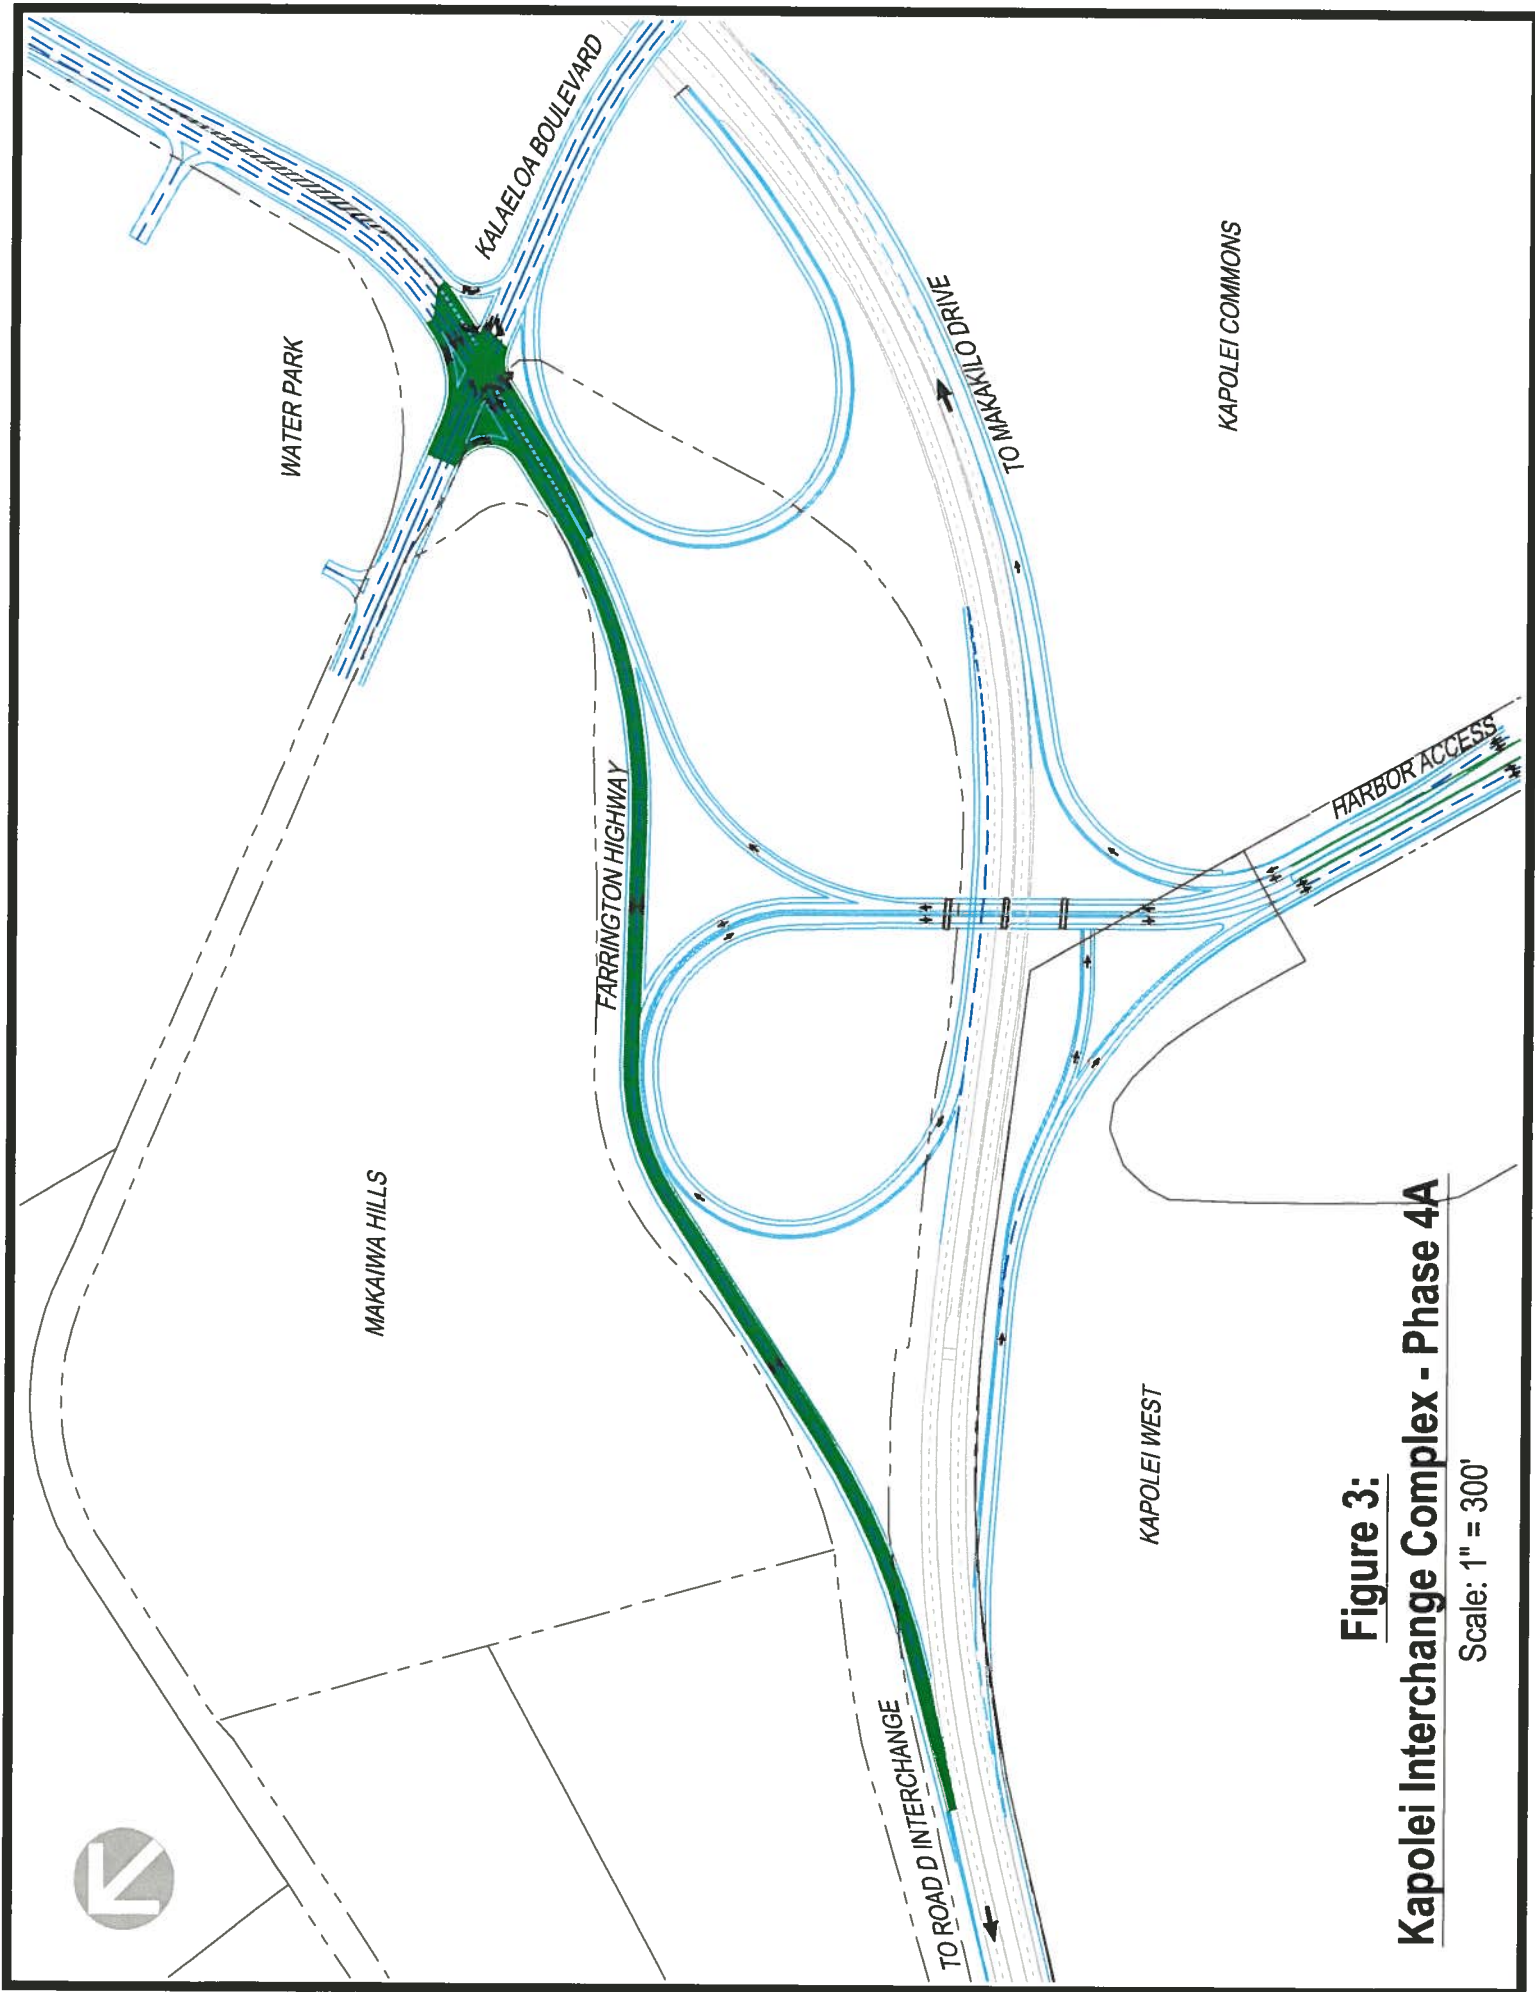 WATER PARK
KALAELOA BOULEVARD
TO MAKAKILO DRIVE
KAPOLEI COMMONS
FARRINGTON HIGHWAY
HARBOR ACCESS
MAKAIWA HILLS
KAPOLEI WEST
TO ROAD D INTERCHANGE
Figure 3:
Kapolei Interchange Complex - Phase 4A
Scale: 1" = 300'